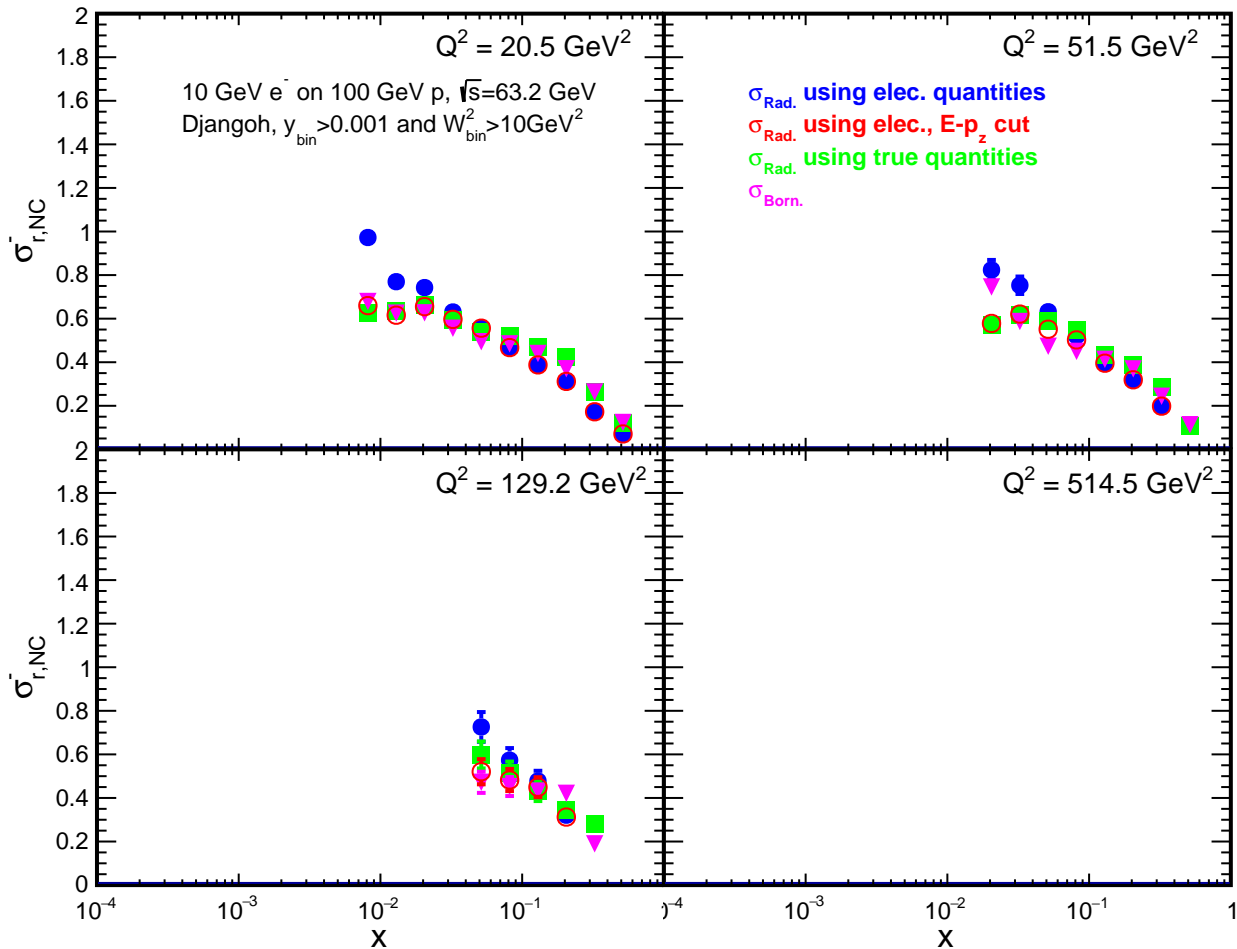 Q² = 20.5 GeV²
10 GeV e⁻ on 100 GeV p, √s=63.2 GeV
Djangoh, y_bin>0.001 and W²_bin>10GeV²
2
1.8
1.6
1.4
1.2
1
0.8
0.6
0.4
0.2
σ⁻_r,NC
Q² = 51.5 GeV²
σ_Rad. using elec. quantities
σ_Rad. using elec., E-p_z cut
σ_Rad. using true quantities
σ_Born.
Q² = 129.2 GeV²
2
1.8
1.6
1.4
1.2
1
0.8
0.6
0.4
0.2
0
σ⁻_r,NC
10⁻⁴ 10⁻³ 10⁻² 10⁻¹
x
Q² = 514.5 GeV²
10⁻³ 10⁻² 10⁻¹ 1
x